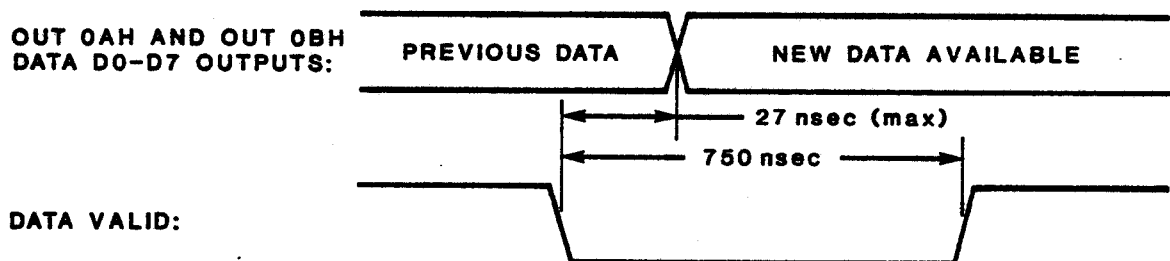 OUT 0AH AND OUT 0BH
DATA D0-D7 OUTPUTS:
PREVIOUS DATA
NEW DATA AVAILABLE
27 nsec (max)
750 nsec
DATA VALID: